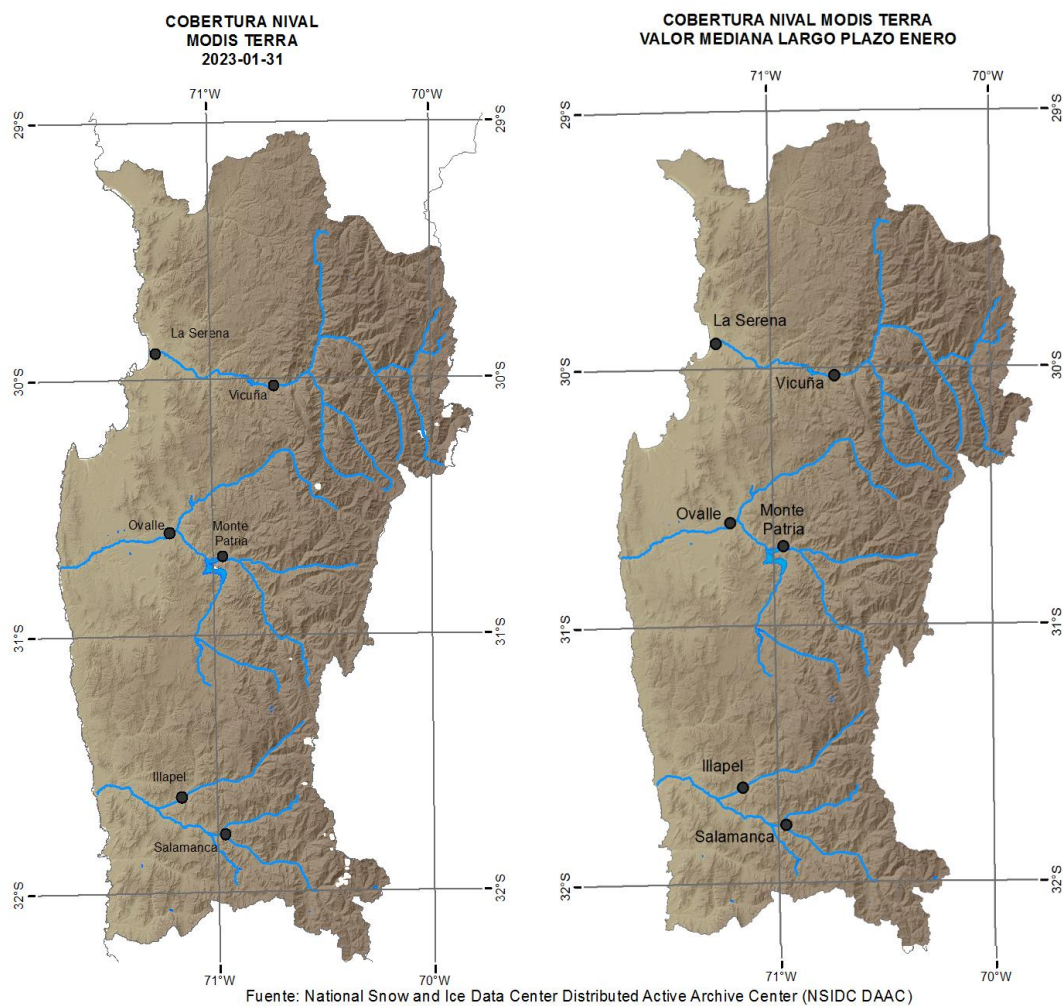 COBERTURA NIVAL
MODIS TERRA
2023-01-31
71°W
70°W
29°S
29°S
La Serena
Vicuña
30°S
30°S
Ovalle
Monte
Patria
31°S
31°S
Illapel
Salamanca
32°S
32°S
71°W
70°W
COBERTURA NIVAL MODIS TERRA
VALOR MEDIANA LARGO PLAZO ENERO
71°W
70°W
29°S
29°S
La Serena
Vicuña
30°S
30°S
Ovalle
Monte
Patria
31°S
31°S
Illapel
Salamanca
32°S
32°S
71°W
70°W
Fuente: National Snow and Ice Data Center Distributed Active Archive Center (NSIDC DAAC)